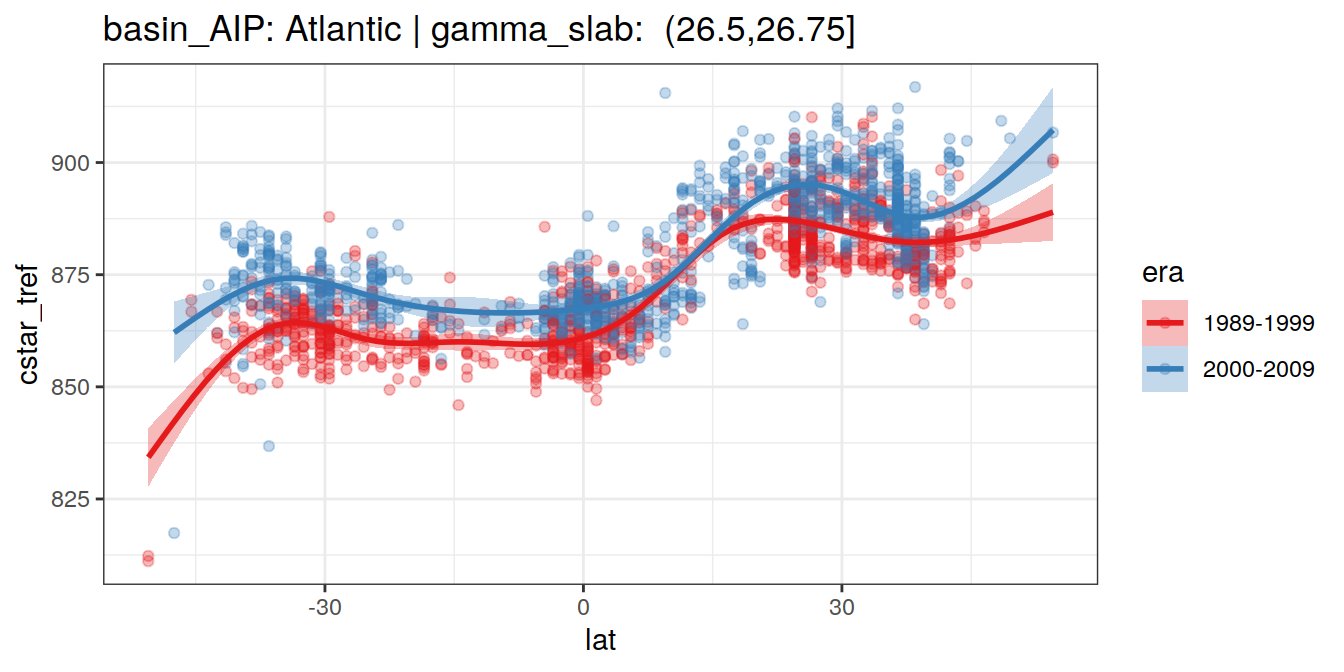 basin_AIP: Atlantic | gamma_slab:  (26.5,26.75]
900
875
850
825
cstar_tref
-30
0
30
lat
era
1989-1999
2000-2009